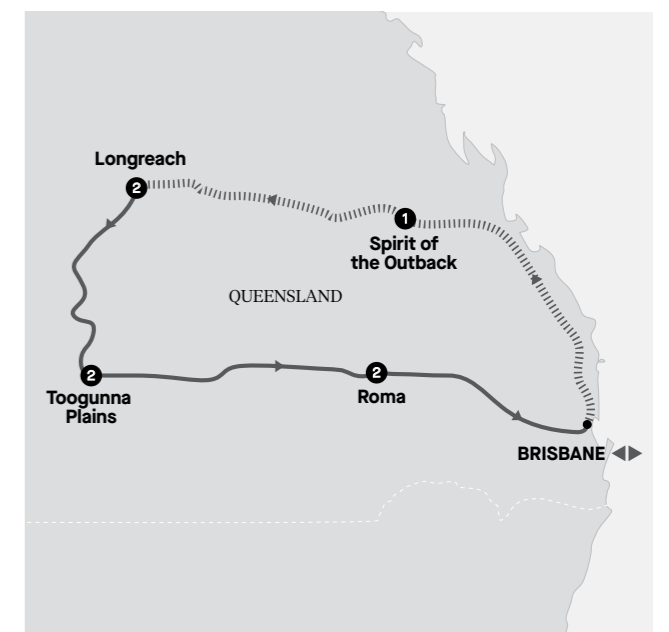 Longreach
2
1
Spirit of
the Outback
QUEENSLAND
2
Toogunna
Plains
2
Roma
BRISBANE